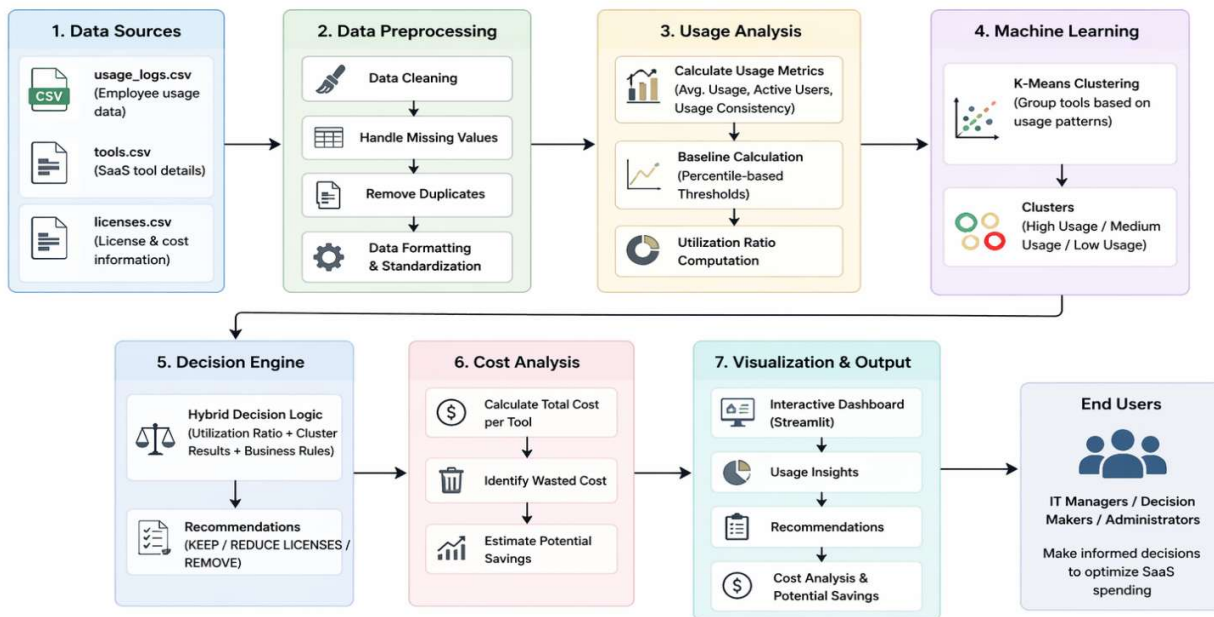 1. Data Sources
usage_logs.csv
(Employee usage
data)
CSV
tools.csv
(SaaS tool details)
licenses.csv
(License & cost
information)
2. Data Preprocessing
Data Cleaning
Handle Missing Values
Remove Duplicates
Data Formatting
& Standardization
3. Usage Analysis
Calculate Usage Metrics
(Avg. Usage, Active Users,
Usage Consistency)
Baseline Calculation
(Percentile-based
Thresholds)
Utilization Ratio
Computation
4. Machine Learning
K-Means Clustering
(Group tools based on
usage patterns)
Clusters
(High Usage / Medium
Usage / Low Usage)
5. Decision Engine
Hybrid Decision Logic
(Utilization Ratio + Cluster
Results + Business Rules)
Recommendations
(KEEP / REDUCE LICENSES /
REMOVE)
6. Cost Analysis
$
Calculate Total Cost
per Tool
Identify Wasted Cost
Estimate Potential
Savings
7. Visualization & Output
Interactive Dashboard
(Streamlit)
Usage Insights
Recommendations
$
Cost Analysis &
Potential Savings
End Users
IT Managers / Decision
Makers / Administrators
Make informed decisions
to optimize SaaS
spending